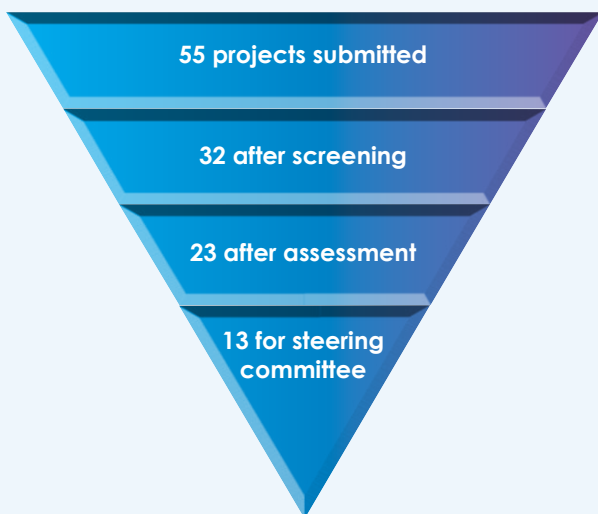 55 projects submitted
32 after screening
23 after assessment
13 for steering
committee